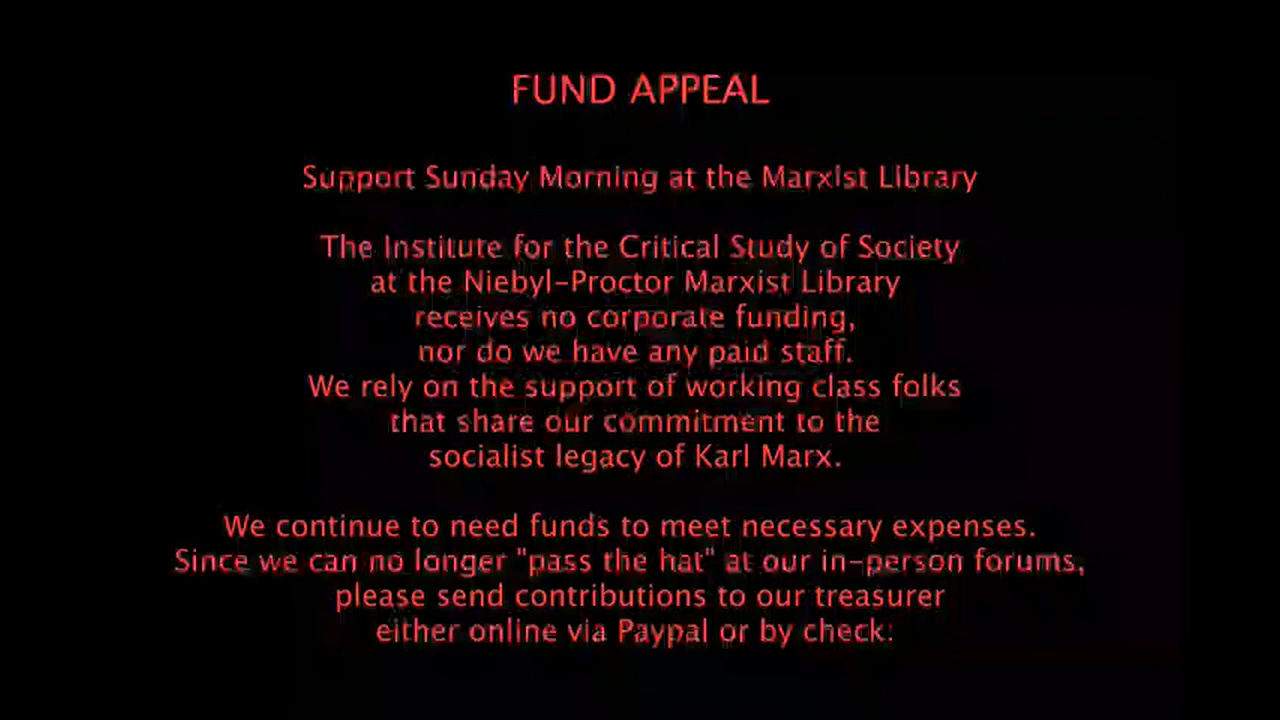 FUND APPEAL
Support Sunday Morning at the Marxist Library
The Institute for the Critical Study of Society
at the Niebyl-Proctor Marxist Library
receives no corporate funding,
nor do we have any paid staff.
We rely on the support of working class folks
that share our commitment to the
socialist legacy of Karl Marx.
We continue to need funds to meet necessary expenses.
Since we can no longer "pass the hat" at our in-person forums,
please send contributions to our treasurer
either online via Paypal or by check: